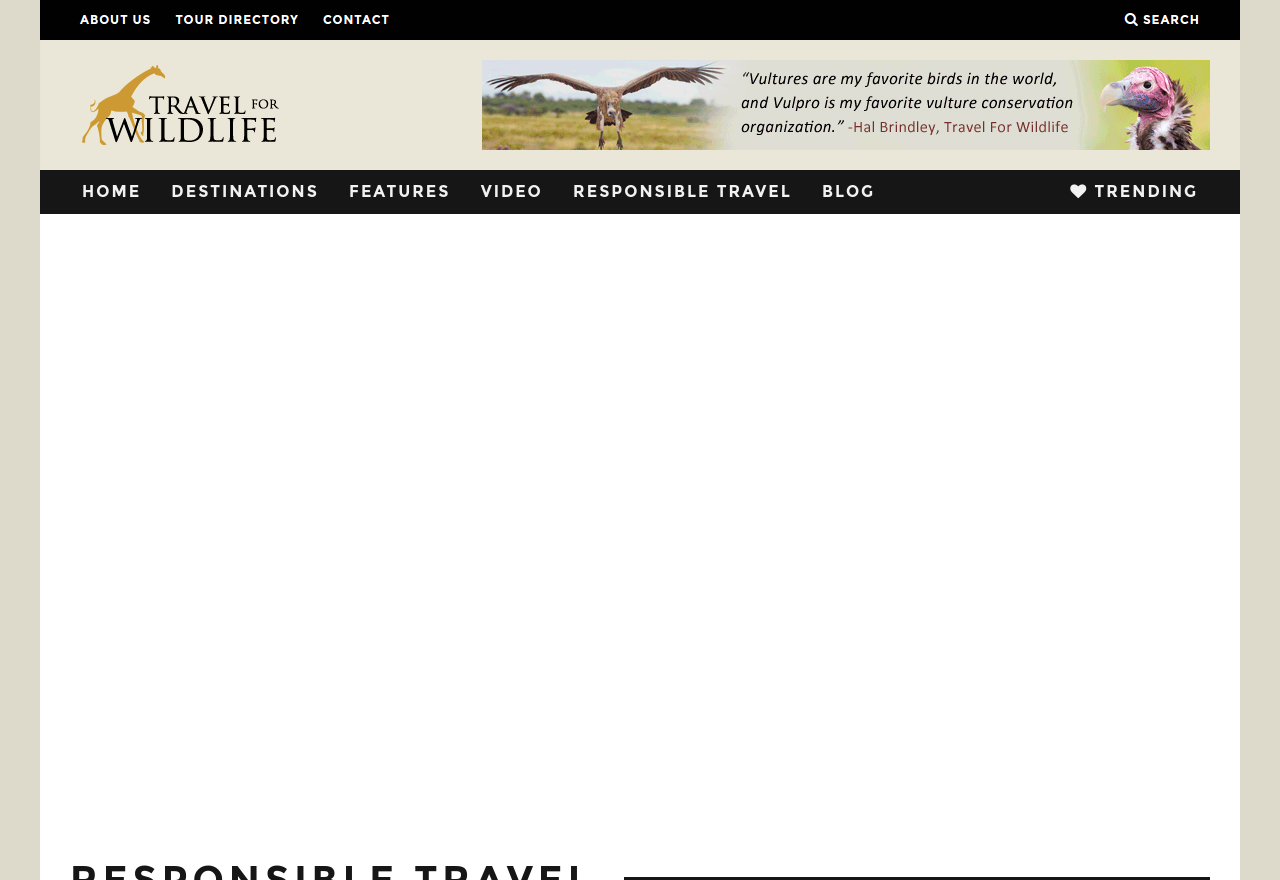 ABOUT US TOUR DIRECTORY CONTACT SEARCH
TRAVEL FOR
WILDLIFE
“Vultures are my favorite birds in the world,
and Vulpro is my favorite vulture conservation
organization.” -Hal Brindley, Travel For Wildlife
HOME DESTINATIONS FEATURES VIDEO RESPONSIBLE TRAVEL BLOG TRENDING
RESPONSIBLE TRAVEL